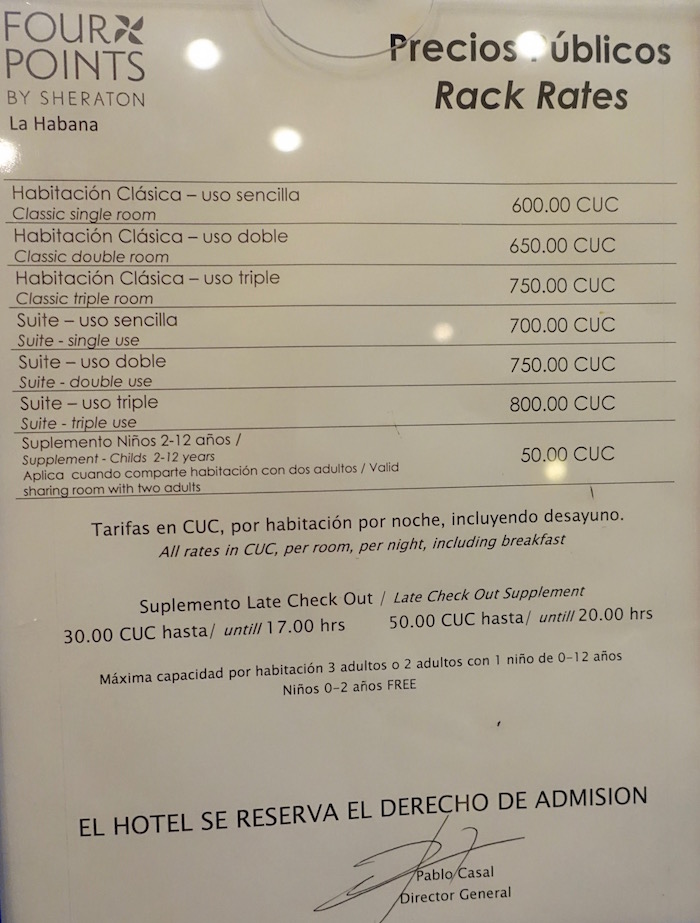 FOUR
POINTS
BY SHERATON
La Habana
Precios Públicos
Rack Rates
Habitación Clásica – uso sencilla
Classic single room
600.00 CUC
Habitación Clásica – uso doble
Classic double room
650.00 CUC
Habitación Clásica – uso triple
Classic triple room
750.00 CUC
Suite – uso sencilla
Suite - single use
700.00 CUC
Suite – uso doble
Suite - double use
750.00 CUC
Suite – uso triple
Suite - triple use
800.00 CUC
Suplemento Niños 2-12 años /
Supplement - Childs 2-12 years
Aplica cuando comparte habitación con dos adultos / Valid
sharing room with two adults
50.00 CUC
Tarifas en CUC, por habitación por noche, incluyendo desayuno.
All rates in CUC, per room, per night, including breakfast
Suplemento Late Check Out / Late Check Out Supplement
30.00 CUC hasta/ untill 17.00 hrs 50.00 CUC hasta/ untill 20.00 hrs
Máxima capacidad por habitación 3 adultos o 2 adultos con 1 niño de 0-12 años
Niños 0-2 años FREE
EL HOTEL SE RESERVA EL DERECHO DE ADMISION
Pablo Casal
Director General